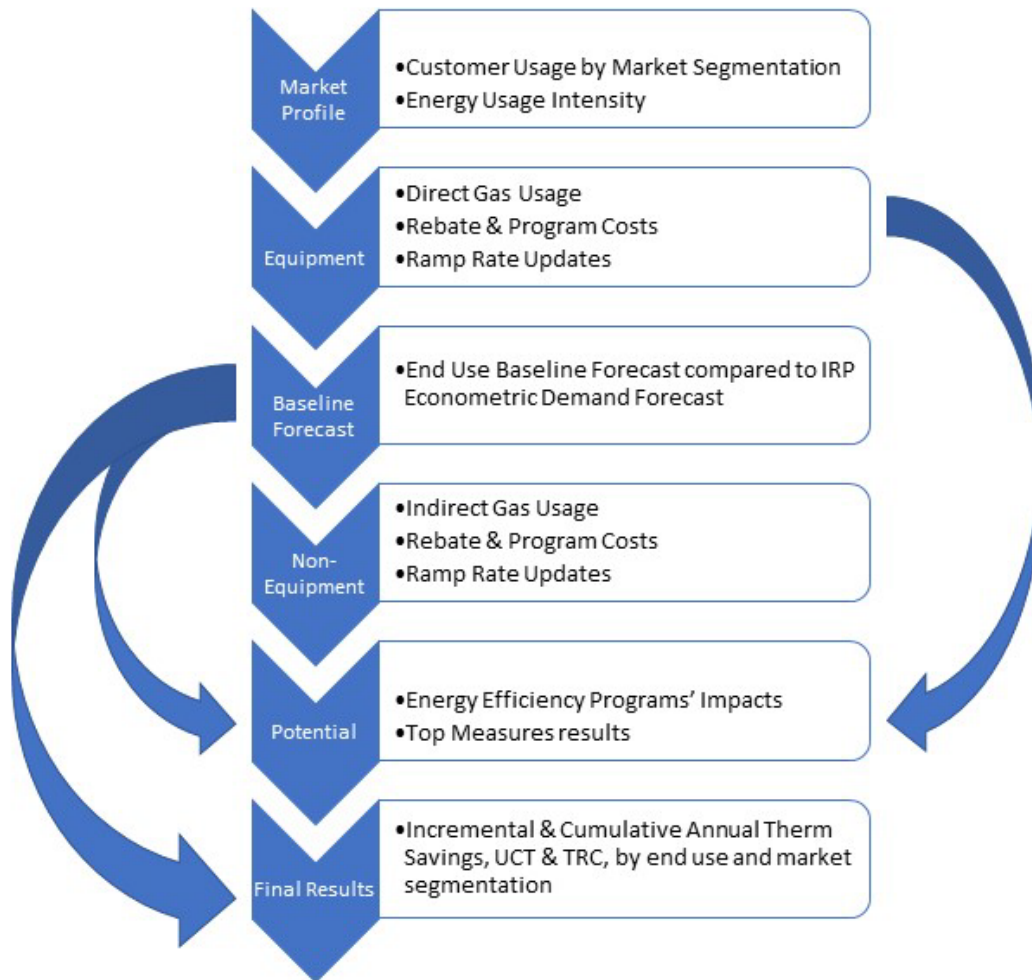 Market
Profile
•Customer Usage by Market Segmentation
•Energy Usage Intensity
Equipment
•Direct Gas Usage
•Rebate & Program Costs
•Ramp Rate Updates
Baseline
Forecast
•End Use Baseline Forecast compared to IRP
Econometric Demand Forecast
Non-
Equipment
•Indirect Gas Usage
•Rebate & Program Costs
•Ramp Rate Updates
Potential
•Energy Efficiency Programs’ Impacts
•Top Measures results
Final Results
•Incremental & Cumulative Annual Therm
Savings, UCT & TRC, by end use and market
segmentation